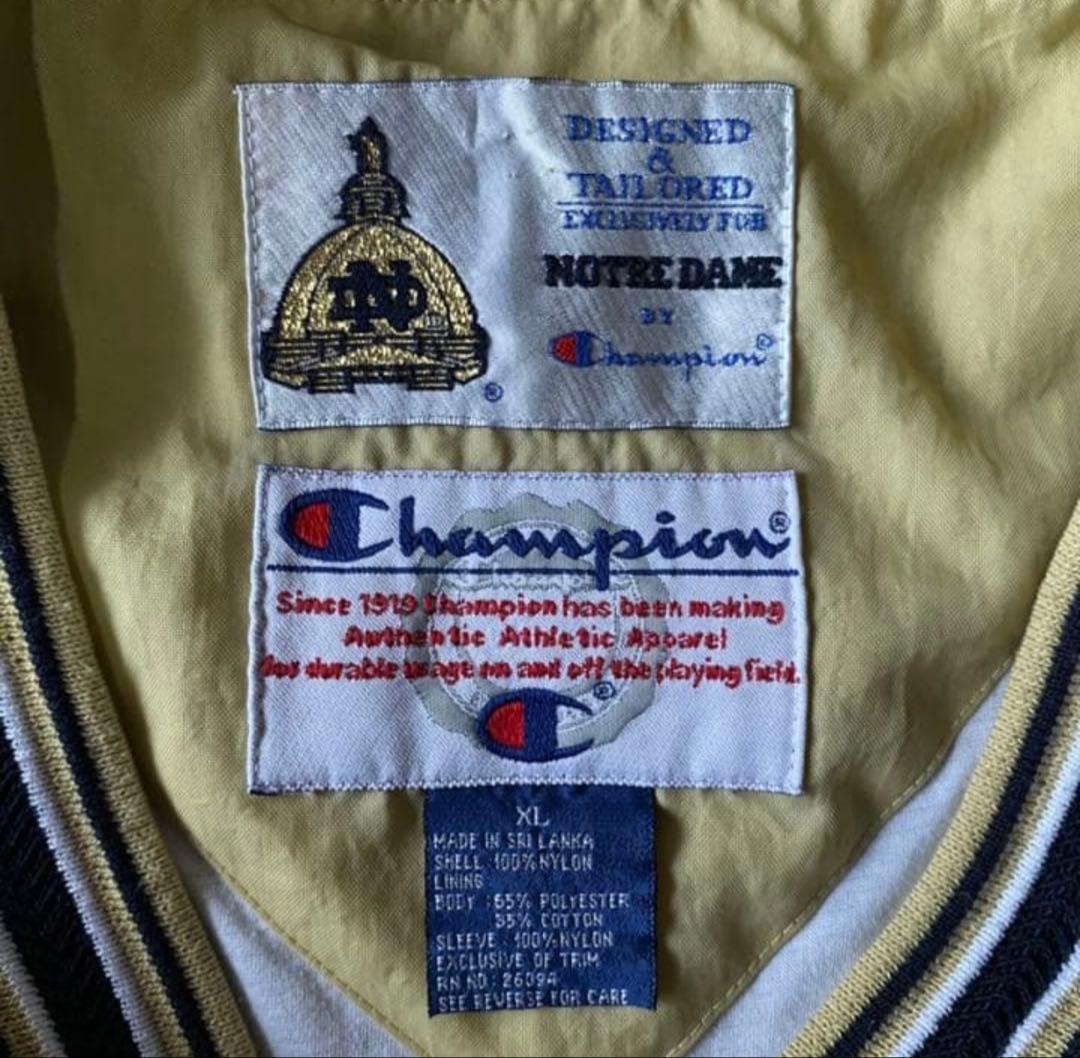 ND
DESIGNED
&
TAILORED
EXCLUSIVELY FOR
NOTRE DAME
BY
Champion®
®
Champion®
Since 1919 Champion has been making
Authentic Athletic Apparel
for durable usage on and off the playing field.
®
XL
MADE IN SRI LANKA
SHELL :100% NYLON
LINING
BODY :65% POLYESTER
35% COTTON
SLEEVE :100% NYLON
EXCLUSIVE OF TRIM
RN NO : 26094
SEE REVERSE FOR CARE